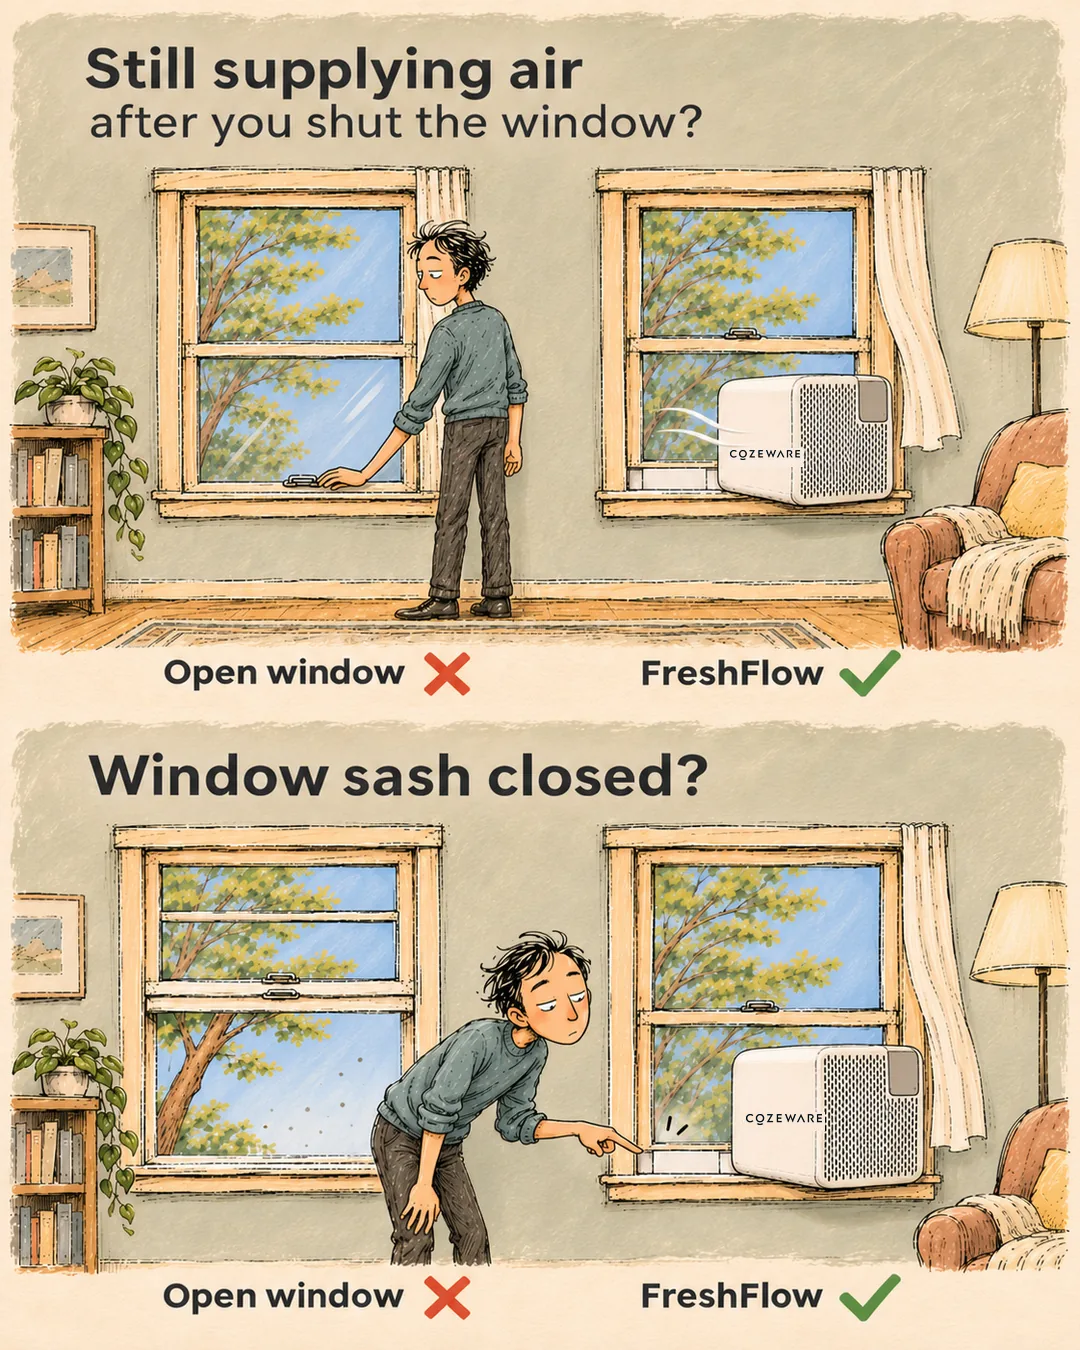 Still supplying air
after you shut the window?
COZEWARE
Open window
FreshFlow
Window sash closed?
COZEWARE
Open window
FreshFlow